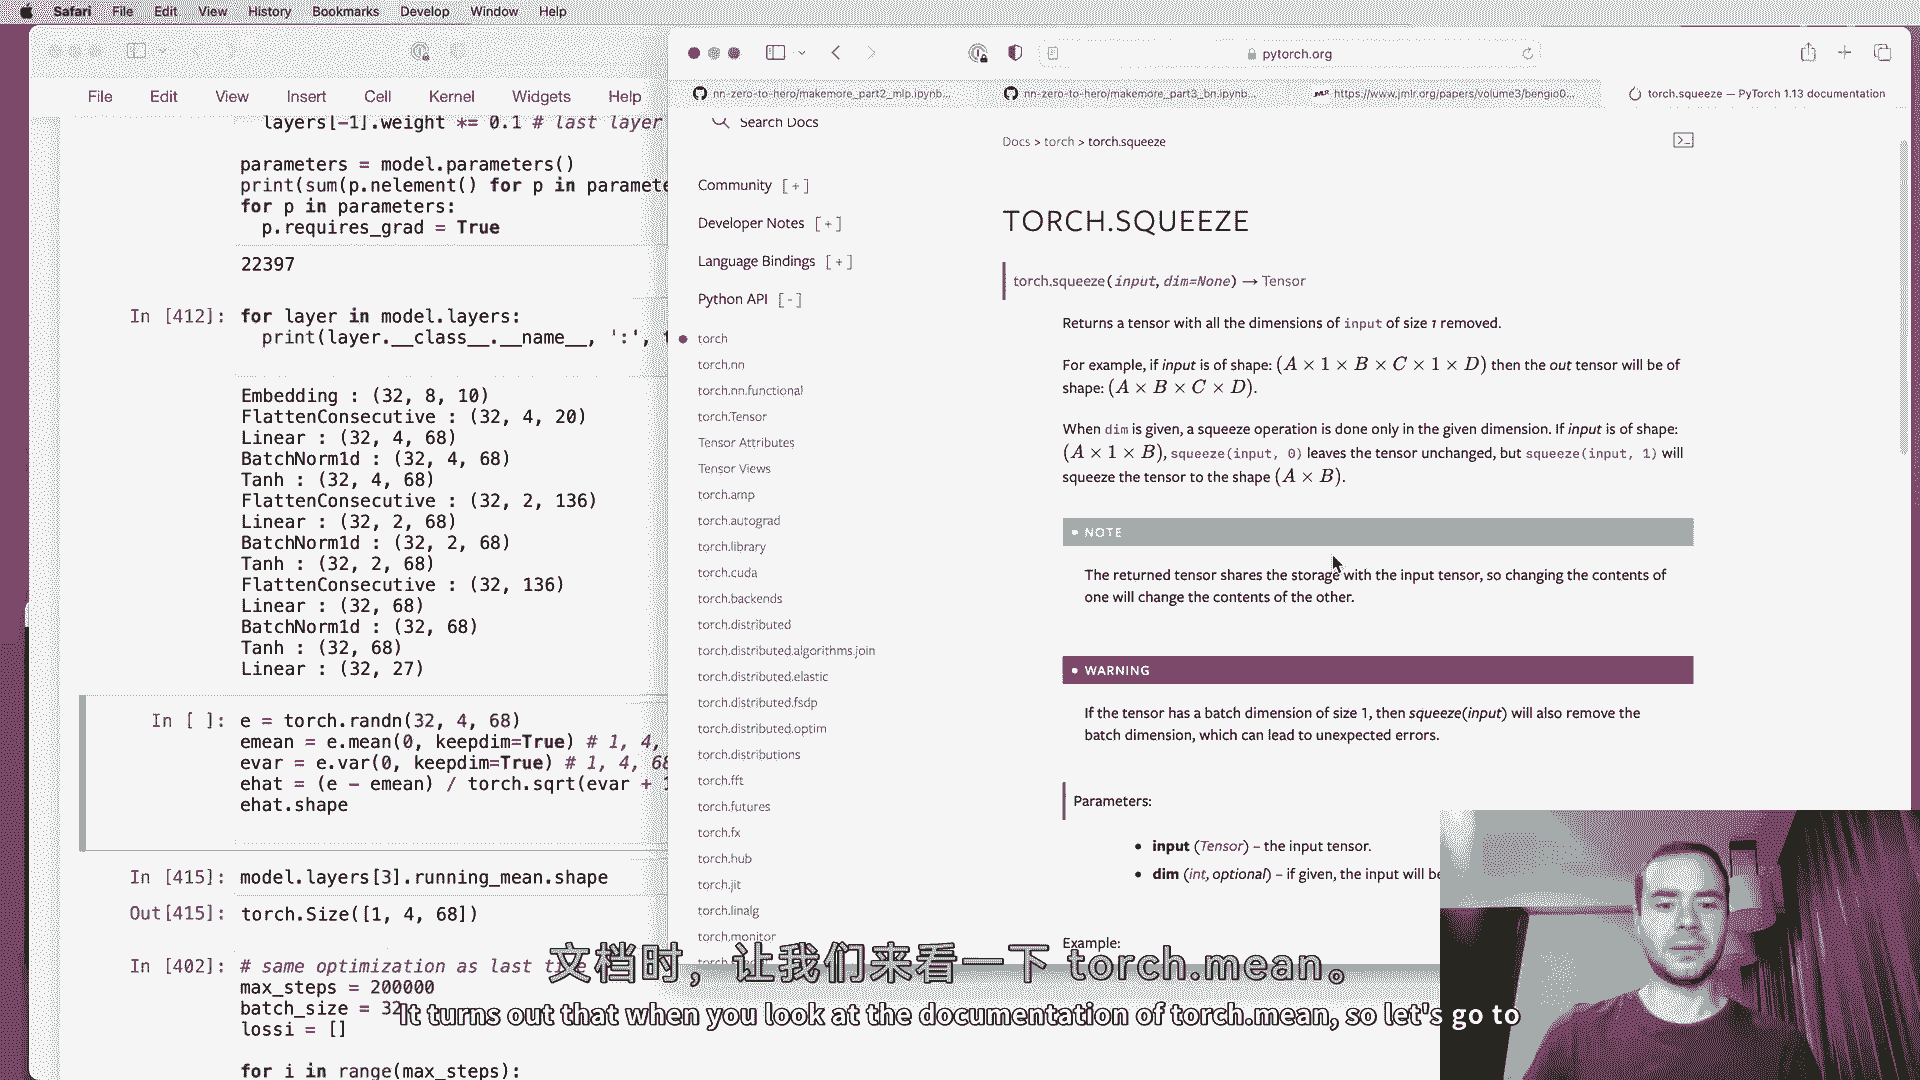 Safari File Edit View History Bookmarks Develop Window Help
File Edit View Insert Cell Kernel Widgets Help
layers[-1].weight *= 0.1 # last layer
parameters = model.parameters()
print(sum(p.nelement() for p in paramete
for p in parameters:
p.requires_grad = True
22397
In [412]: for layer in model.layers:
print(layer.__class__.__name__, ':', t
Embedding : (32, 8, 10)
FlattenConsecutive : (32, 4, 20)
Linear : (32, 4, 68)
BatchNorm1d : (32, 4, 68)
Tanh : (32, 4, 68)
FlattenConsecutive : (32, 2, 136)
Linear : (32, 2, 68)
BatchNorm1d : (32, 2, 68)
Tanh : (32, 2, 68)
FlattenConsecutive : (32, 136)
Linear : (32, 68)
BatchNorm1d : (32, 68)
Tanh : (32, 68)
Linear : (32, 27)
In [ ]: e = torch.randn(32, 4, 68)
emean = e.mean(0, keepdim=True) # 1, 4,
evar = e.var(0, keepdim=True) # 1, 4, 68
ehat = (e - emean) / torch.sqrt(evar + 1
ehat.shape
In [415]: model.layers[3].running_mean.shape
Out[415]: torch.Size([1, 4, 68])
In [402]: # same optimization as last time
max_steps = 200000
batch_size = 32
lossi = []
for i in range(max_steps):
pytorch.org
nn-zero-to-hero/makemore_part2_mlp.ipynb... nn-zero-to-hero/makemore_part3_bn.ipynb... https://www.jmlr.org/papers/volume3/bengio0... torch.squeeze — PyTorch 1.13 documentation
Search Docs
Community [ + ]
Developer Notes [ + ]
Language Bindings [ + ]
Python API [ - ]
torch
torch.nn
torch.nn.functional
torch.Tensor
Tensor Attributes
Tensor Views
torch.amp
torch.autograd
torch.library
torch.cuda
torch.backends
torch.distributed
torch.distributed.algorithms.join
torch.distributed.elastic
torch.distributed.fsdp
torch.distributed.optim
torch.distributions
torch.fft
torch.futures
torch.fx
torch.hub
torch.jit
torch.linalg
torch.monitor
Docs > torch > torch.squeeze
TORCH.SQUEEZE
torch.squeeze(input, dim=None) → Tensor
Returns a tensor with all the dimensions of input of size 1 removed.
For example, if input is of shape: (A × 1 × B × C × 1 × D) then the out tensor will be of
shape: (A × B × C × D).
When dim is given, a squeeze operation is done only in the given dimension. If input is of shape:
(A × 1 × B), squeeze(input, 0) leaves the tensor unchanged, but squeeze(input, 1) will
squeeze the tensor to the shape (A × B).
NOTE
The returned tensor shares the storage with the input tensor, so changing the contents of
one will change the contents of the other.
WARNING
If the tensor has a batch dimension of size 1, then squeeze(input) will also remove the
batch dimension, which can lead to unexpected errors.
Parameters:
• input (Tensor) – the input tensor.
• dim (int, optional) – if given, the input will be
Example:
文档时，让我们来看一下 torch.mean。
It turns out that when you look at the documentation of torch.mean, so let's go to